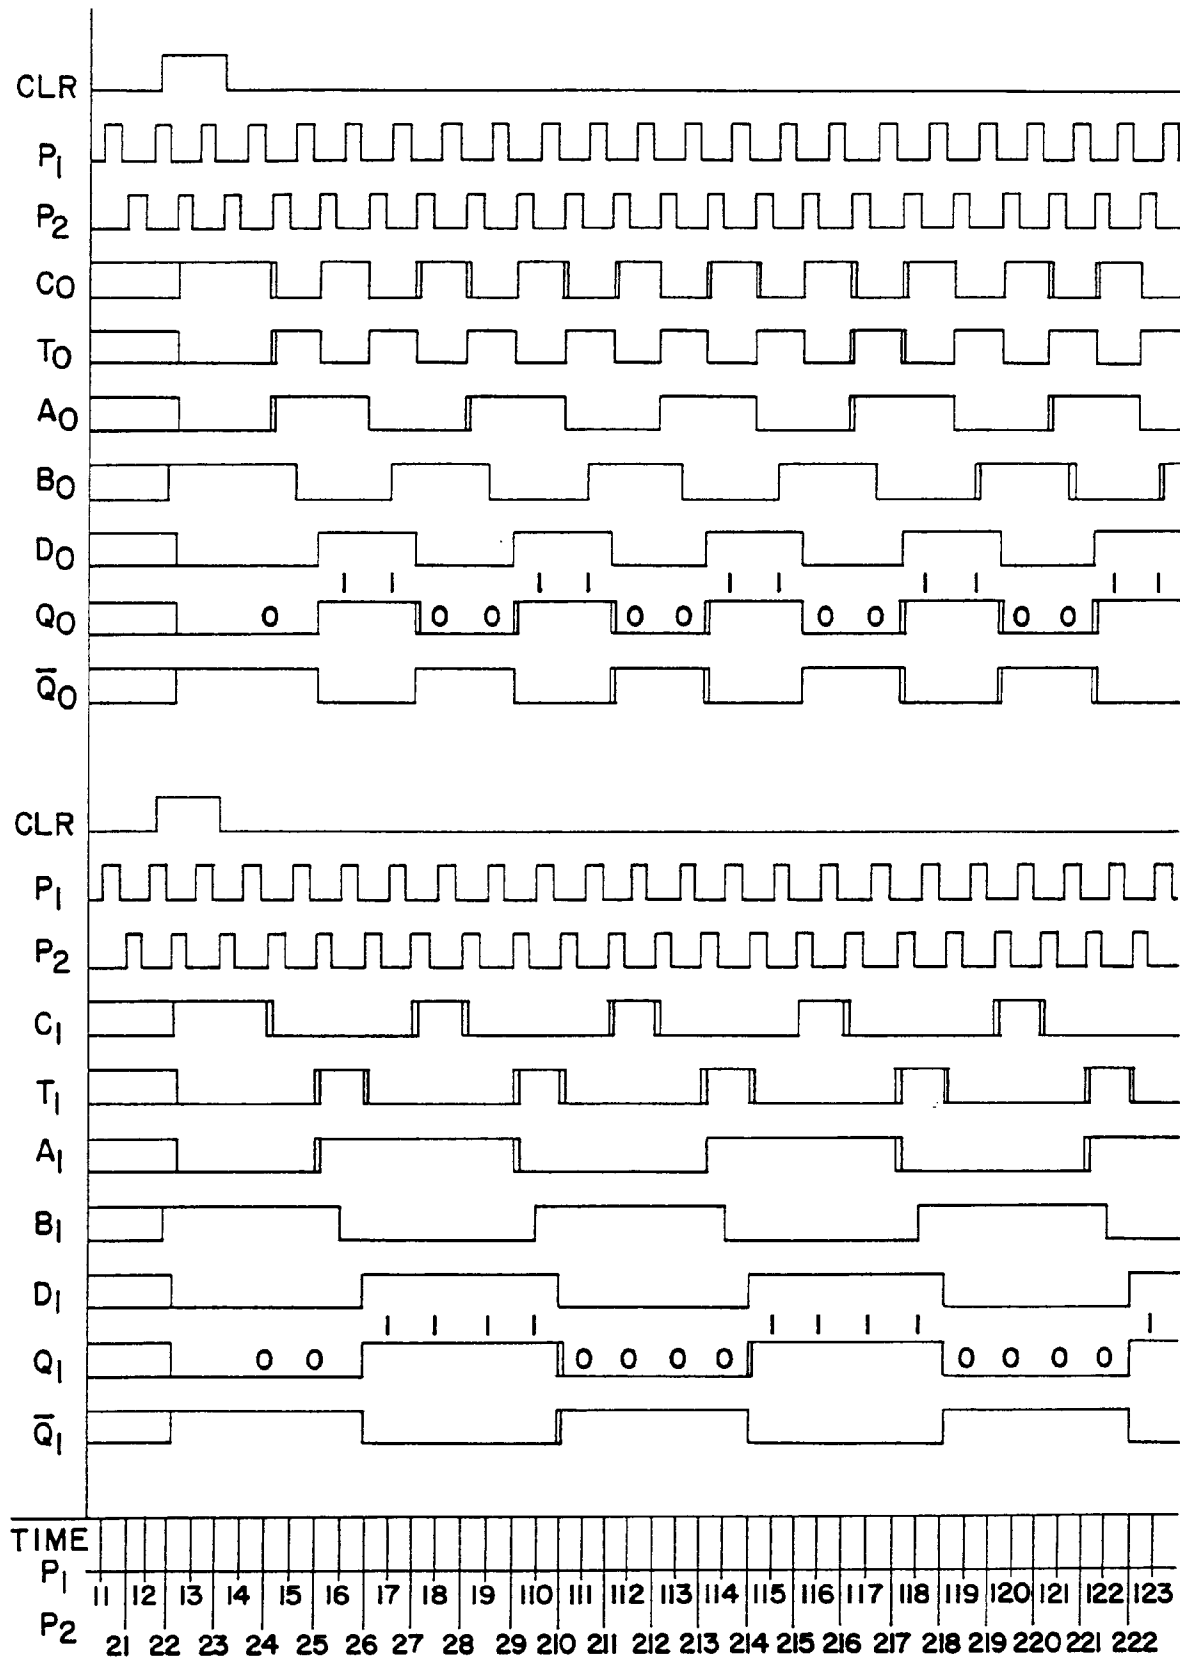 CLR
P1
P2
C0
T0
A0
B0
D0
1 1 1 1 1 1 1 1 1 1
Q0 0 0 0 0 0 0 0 0 0
Q̅0
CLR
P1
P2
C1
T1
A1
B1
D1
1 1 1 1 1 1 1 1 1
Q1 0 0 0 0 0 0 0 0 0 0
Q̅1
TIME
P1 11 12 13 14 15 16 17 18 19 110 111 112 113 114 115 116 117 118 119 120 121 122 123
P2 21 22 23 24 25 26 27 28 29 210 211 212 213 214 215 216 217 218 219 220 221 222